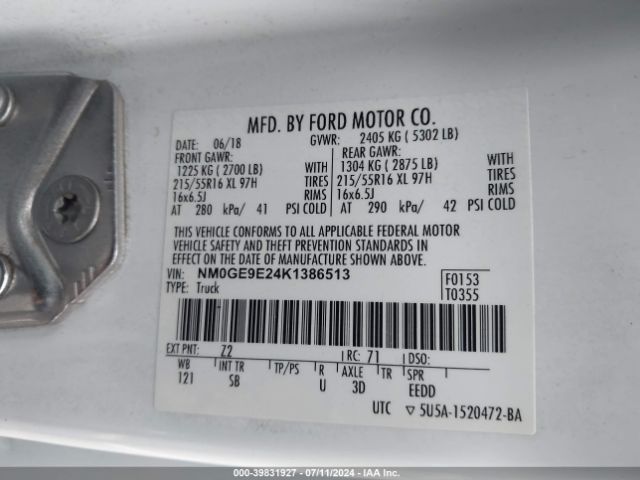 MFD. BY FORD MOTOR CO.
DATE: 06/18 GVWR: 2405 KG ( 5302 LB)
FRONT GAWR: REAR GAWR:
1225 KG ( 2700 LB) WITH 1304 KG ( 2875 LB) WITH
215/55R16 XL 97H TIRES 215/55R16 XL 97H TIRES
16x6.5J RIMS 16x6.5J RIMS
AT 280 kPa/ 41 PSI COLD AT 290 kPa/ 42 PSI COLD
THIS VEHICLE CONFORMS TO ALL APPLICABLE FEDERAL MOTOR
VEHICLE SAFETY AND THEFT PREVENTION STANDARDS IN
EFFECT ON THE DATE OF MANUFACTURE SHOWN ABOVE.
VIN: NM0GE9E24K1386513 F0153
TYPE: Truck T0355
EXT PNT: Z2 RC: 71 DSO:
WB INT TR TP/PS R AXLE TR SPR
121 SB U 3D EEDD
UTC ▽ 5U5A-1520472-BA
000-39831927 - 07/11/2024 - IAA Inc.